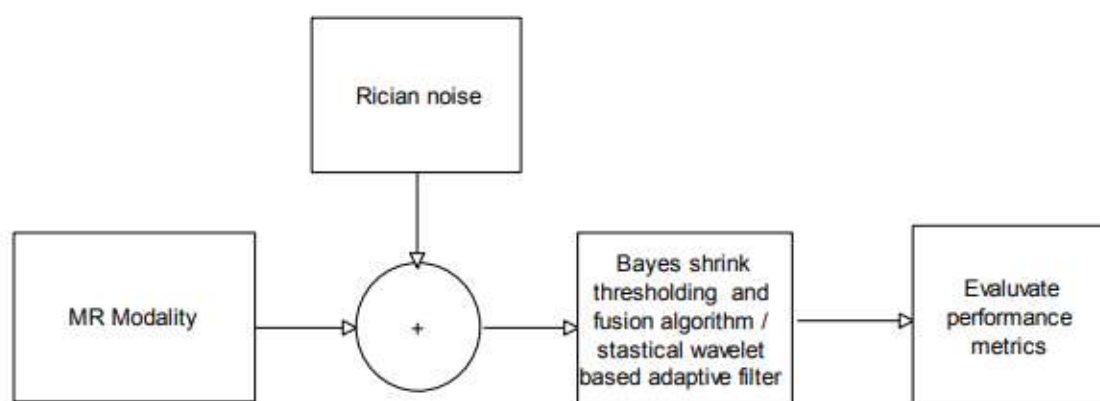 Rician noise
MR Modality
+
Bayes shrink
thresholding and
fusion algorithm /
stastical wavelet
based adaptive filter
Evaluvate
performance
metrics